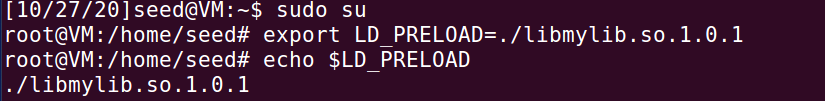 [10/27/20]seed@VM:~$ sudo su
root@VM:/home/seed# export LD_PRELOAD=./libmylib.so.1.0.1
root@VM:/home/seed# echo $LD_PRELOAD
./libmylib.so.1.0.1